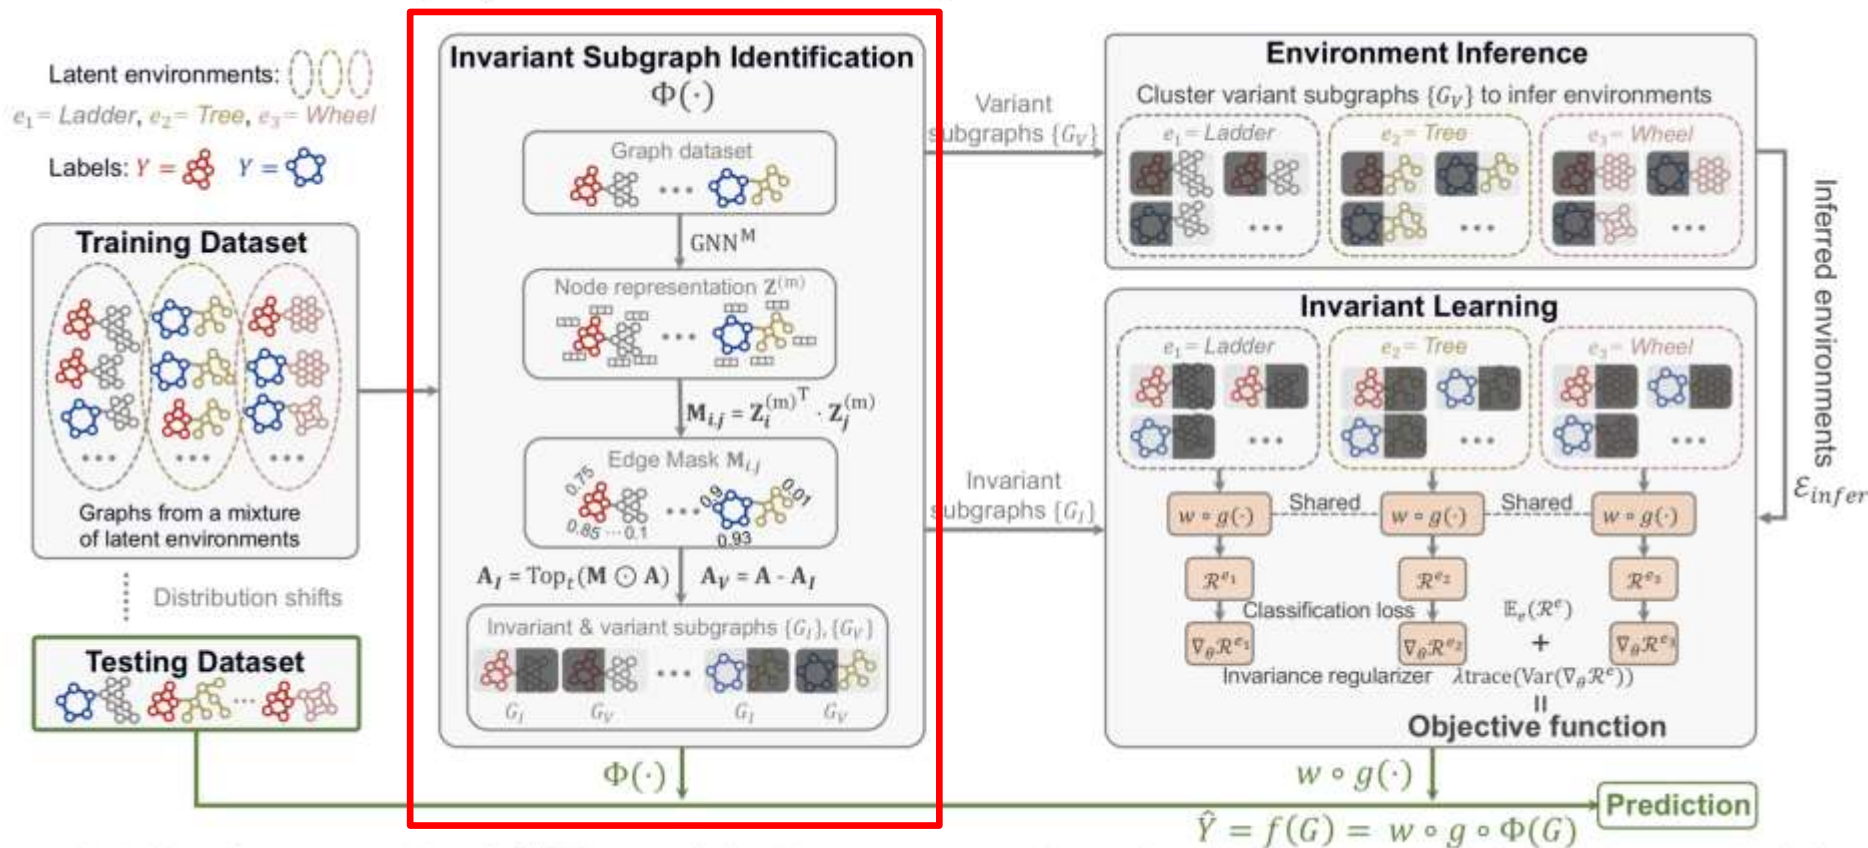 Latent environments:
e₁ = Ladder, e₂ = Tree, e₃ = Wheel
Labels: Y = Y =
Training Dataset
...
...
...
Graphs from a mixture
of latent environments
Distribution shifts
Testing Dataset
...
Invariant Subgraph Identification
Φ(·)
Graph dataset
...
GNNᴹ
Node representation Z⁽ᵐ⁾
...
M_{i,j} = Z_i^{(m)^T} · Z_j^{(m)}
Edge Mask M_{i,j}
0.75
0.85 ... 0.1
...
0.9
0.01
0.93
A_I = Top_t(M ⊙ A)
A_V = A - A_I
Invariant & variant subgraphs {G_I}, {G_V}
...
G_I G_V G_I G_V
Φ(·)
Variant
subgraphs {G_V}
Invariant
subgraphs {G_I}
Environment Inference
Cluster variant subgraphs {G_V} to infer environments
e₁ = Ladder
e₂ = Tree
e₃ = Wheel
...
...
...
Inferred environments
ℰ_{infer}
Invariant Learning
e₁ = Ladder
e₂ = Tree
e₃ = Wheel
...
...
...
w ∘ g(·) Shared w ∘ g(·) Shared w ∘ g(·)
ℛ^{e₁} ℛ^{e₂} ℛ^{e₃}
Classification loss 𝔼_e(ℛ^e)
∇_θℛ^{e₁} ∇_θℛ^{e₂} + ∇_θℛ^{e₃}
Invariance regularizer λtrace(Var(∇_θℛ^e))
=
Objective function
w ∘ g(·)
Prediction
Ŷ = f(G) = w ∘ g ∘ Φ(G)